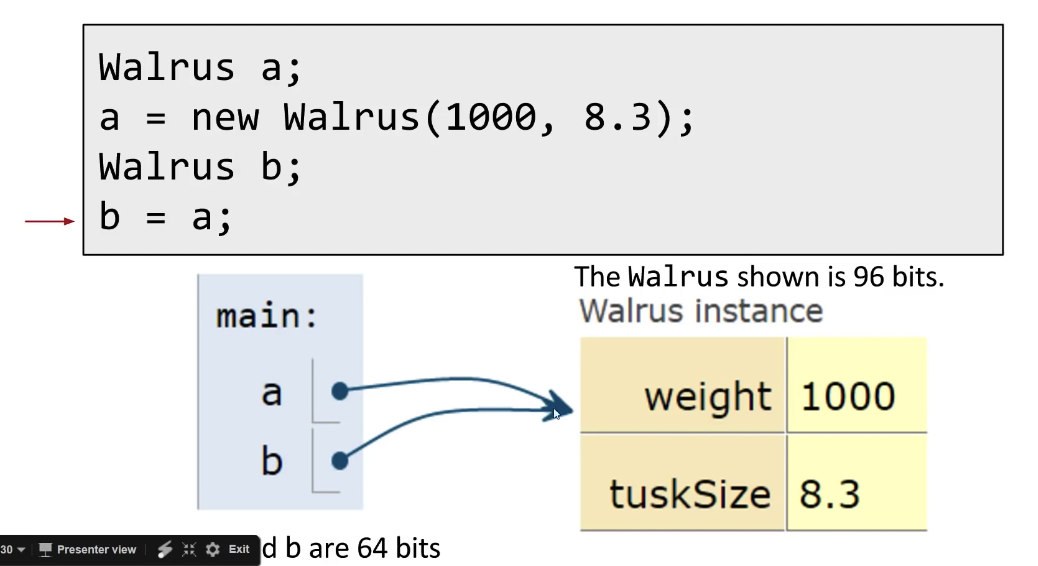 Walrus a;
a = new Walrus(1000, 8.3);
Walrus b;
b = a;
The Walrus shown is 96 bits.
Walrus instance
main:
a
b
weight 1000
tuskSize 8.3
30 Presenter view Exit
d b are 64 bits